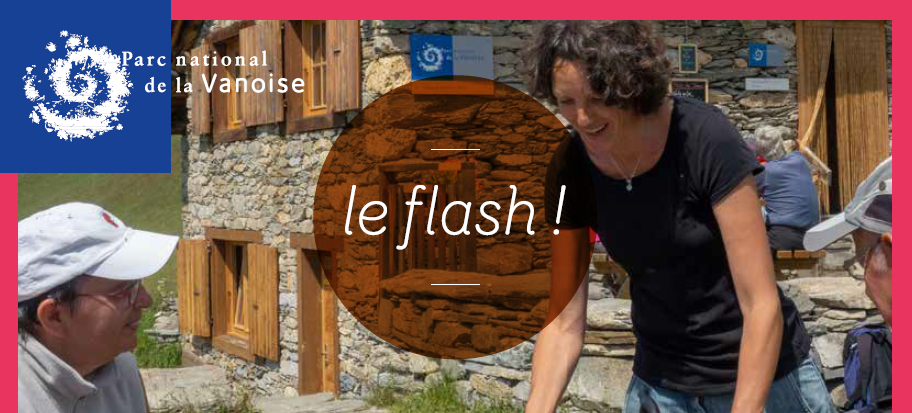 Parc national
de la Vanoise
le flash !